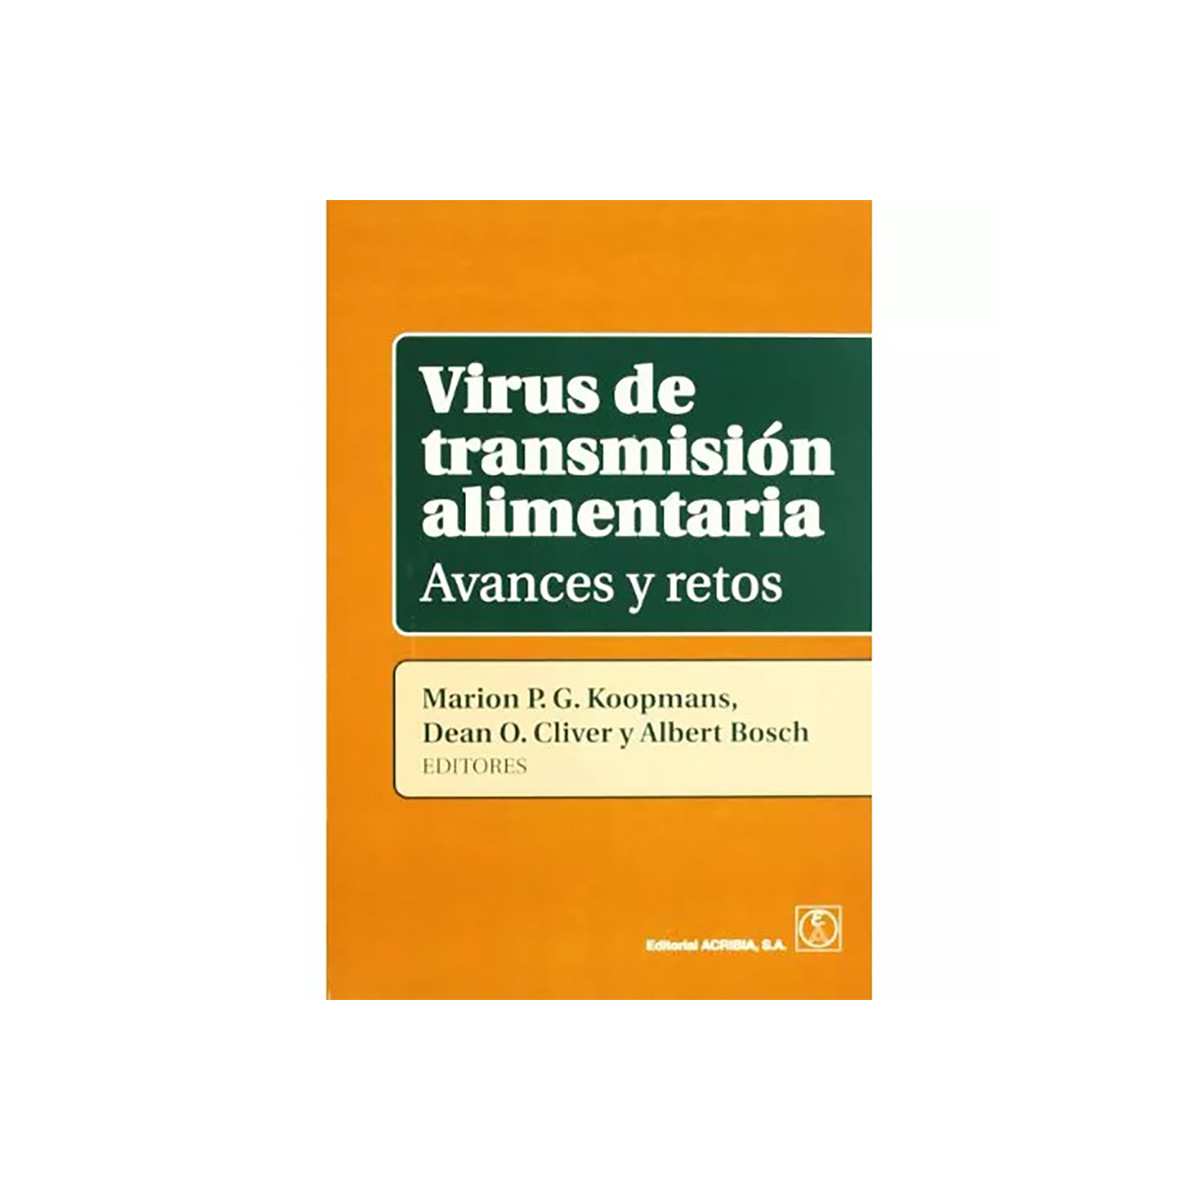 Virus de
transmisión
alimentaria
Avances y retos
Marion P. G. Koopmans,
Dean O. Cliver y Albert Bosch
EDITORES
Editorial ACRIBIA, S.A.
E
A